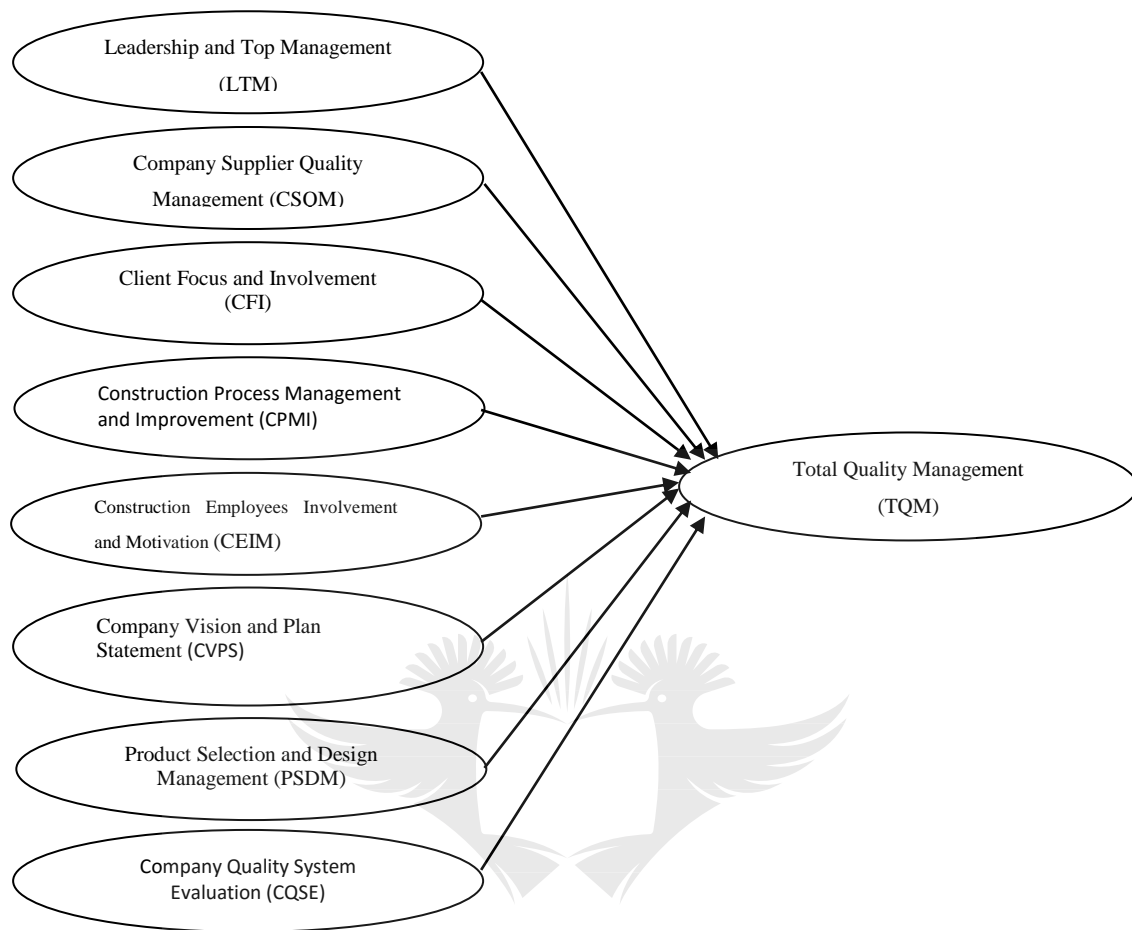 Leadership and Top Management
(LTM)
Company Supplier Quality
Management (CSQM)
Client Focus and Involvement
(CFI)
Construction Process Management
and Improvement (CPMI)
Construction Employees Involvement
and Motivation (CEIM)
Company Vision and Plan
Statement (CVPS)
Product Selection and Design
Management (PSDM)
Company Quality System
Evaluation (CQSE)
Total Quality Management
(TQM)